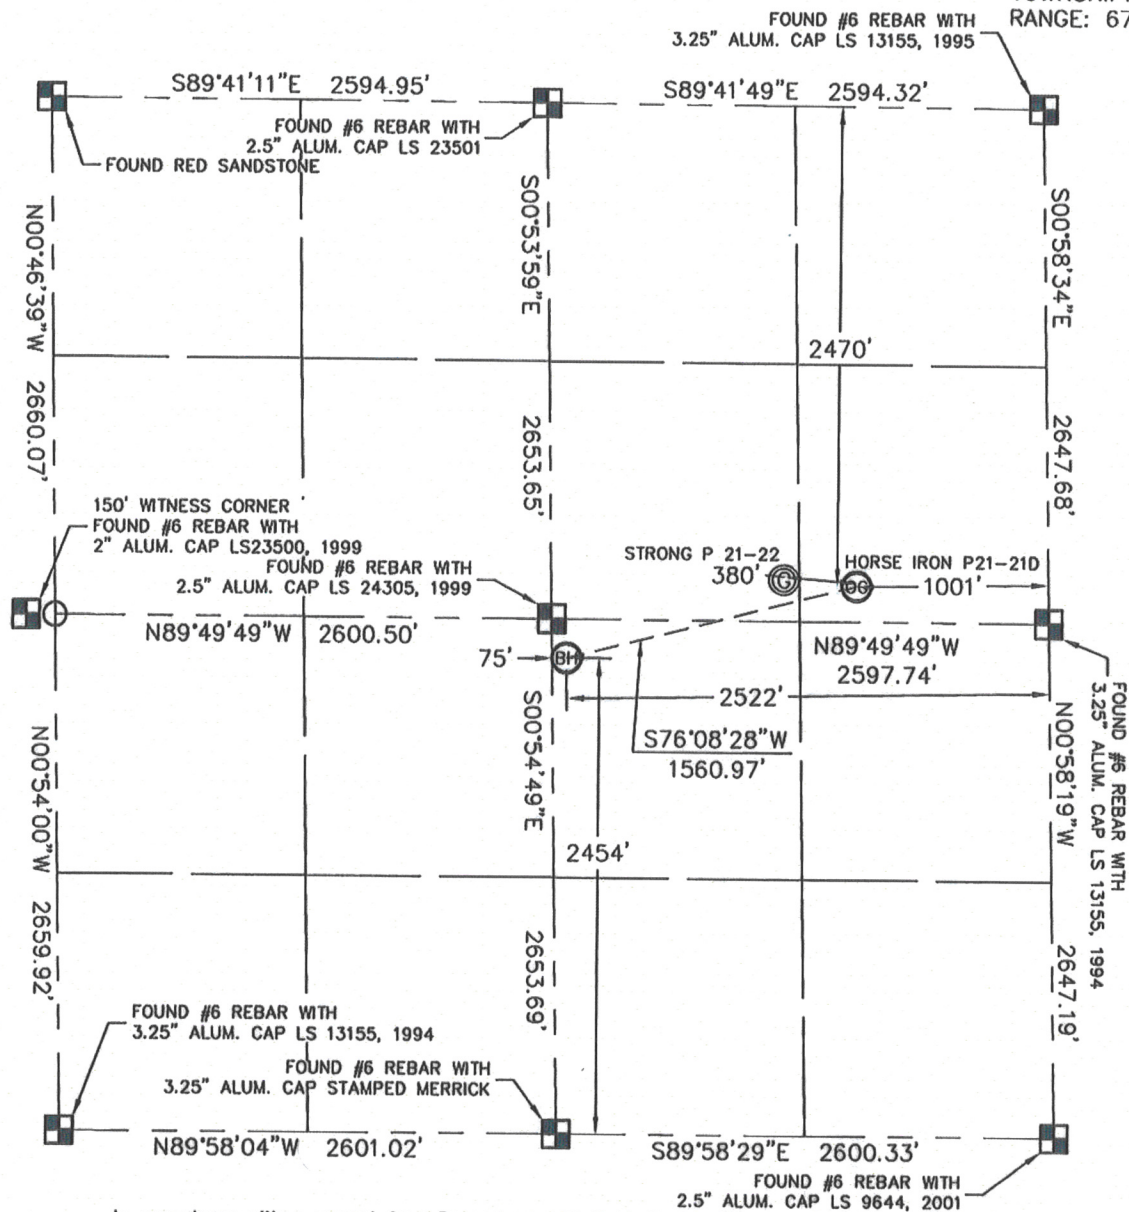 RANGE: 67
FOUND #6 REBAR WITH
3.25" ALUM. CAP LS 13155, 1995
S89°41'11"E 2594.95'
S89°41'49"E 2594.32'
FOUND #6 REBAR WITH
2.5" ALUM. CAP LS 23501
FOUND RED SANDSTONE
N00°46'39"W 2660.07'
S00°53'59"E 2653.65'
S00°58'34"E 2647.68'
2470'
150' WITNESS CORNER
FOUND #6 REBAR WITH
2" ALUM. CAP LS23500, 1999
FOUND #6 REBAR WITH
2.5" ALUM. CAP LS 24305, 1999
STRONG P 21-22
380'
G
HORSE IRON P21-21D
OG
1001'
N89°49'49"W 2600.50'
N89°49'49"W
2597.74'
75'
BH
2522'
S76°08'28"W
1560.97'
FOUND #6 REBAR WITH
3.25" ALUM. CAP LS 13155, 1994
N00°54'00"W 2659.92'
S00°54'49"E 2653.69'
2454'
N00°58'19"W 2647.19'
FOUND #6 REBAR WITH
3.25" ALUM. CAP LS 13155, 1994
FOUND #6 REBAR WITH
3.25" ALUM. CAP STAMPED MERRICK
N89°58'04"W 2601.02'
S89°58'29"E 2600.33'
FOUND #6 REBAR WITH
2.5" ALUM. CAP LS 9644, 2001